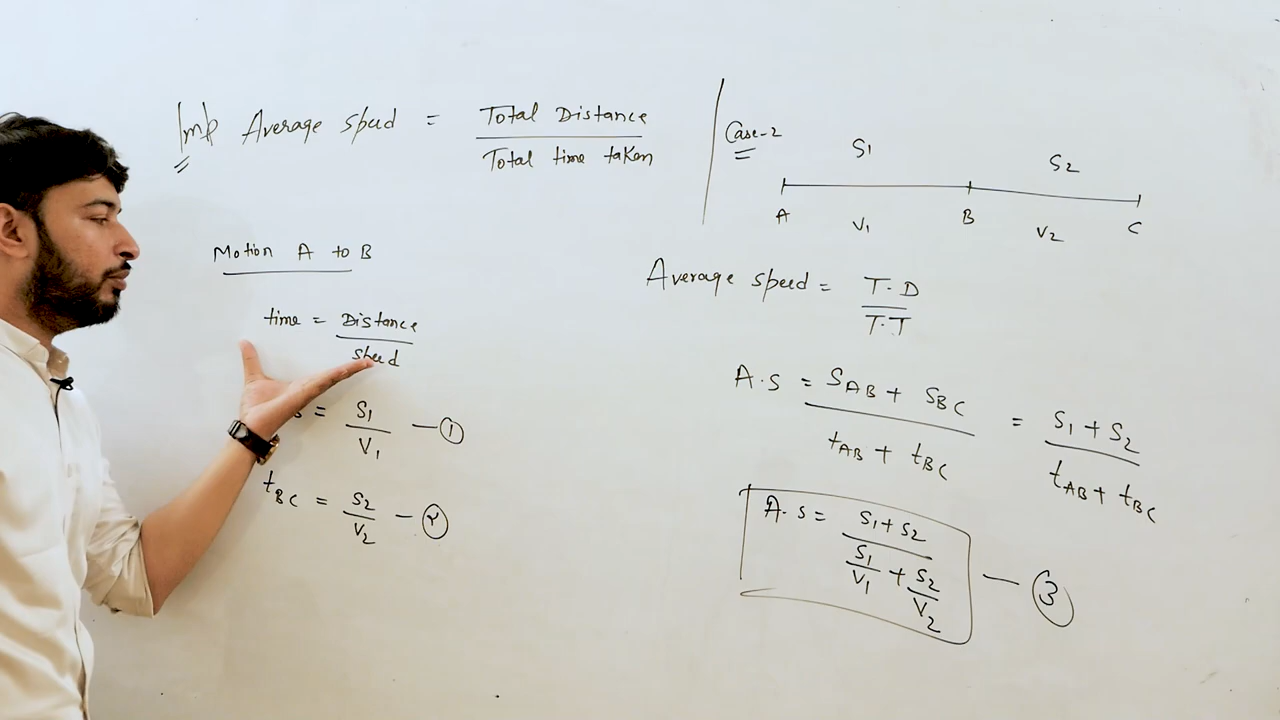 Imp Average speed = Total Distance / Total time taken
Motion A to B
time = Distance / speed
= S1 / V1 — 1
tBC = S2 / V2 — 2
Case-2
S1 S2
A B C
V1 V2
Average speed = T.D / T.T
A.S = SAB + SBC / tAB + tBC = S1 + S2 / tAB + tBC
A.S = S1+S2 / S1/V1 + S2/V2 — 3